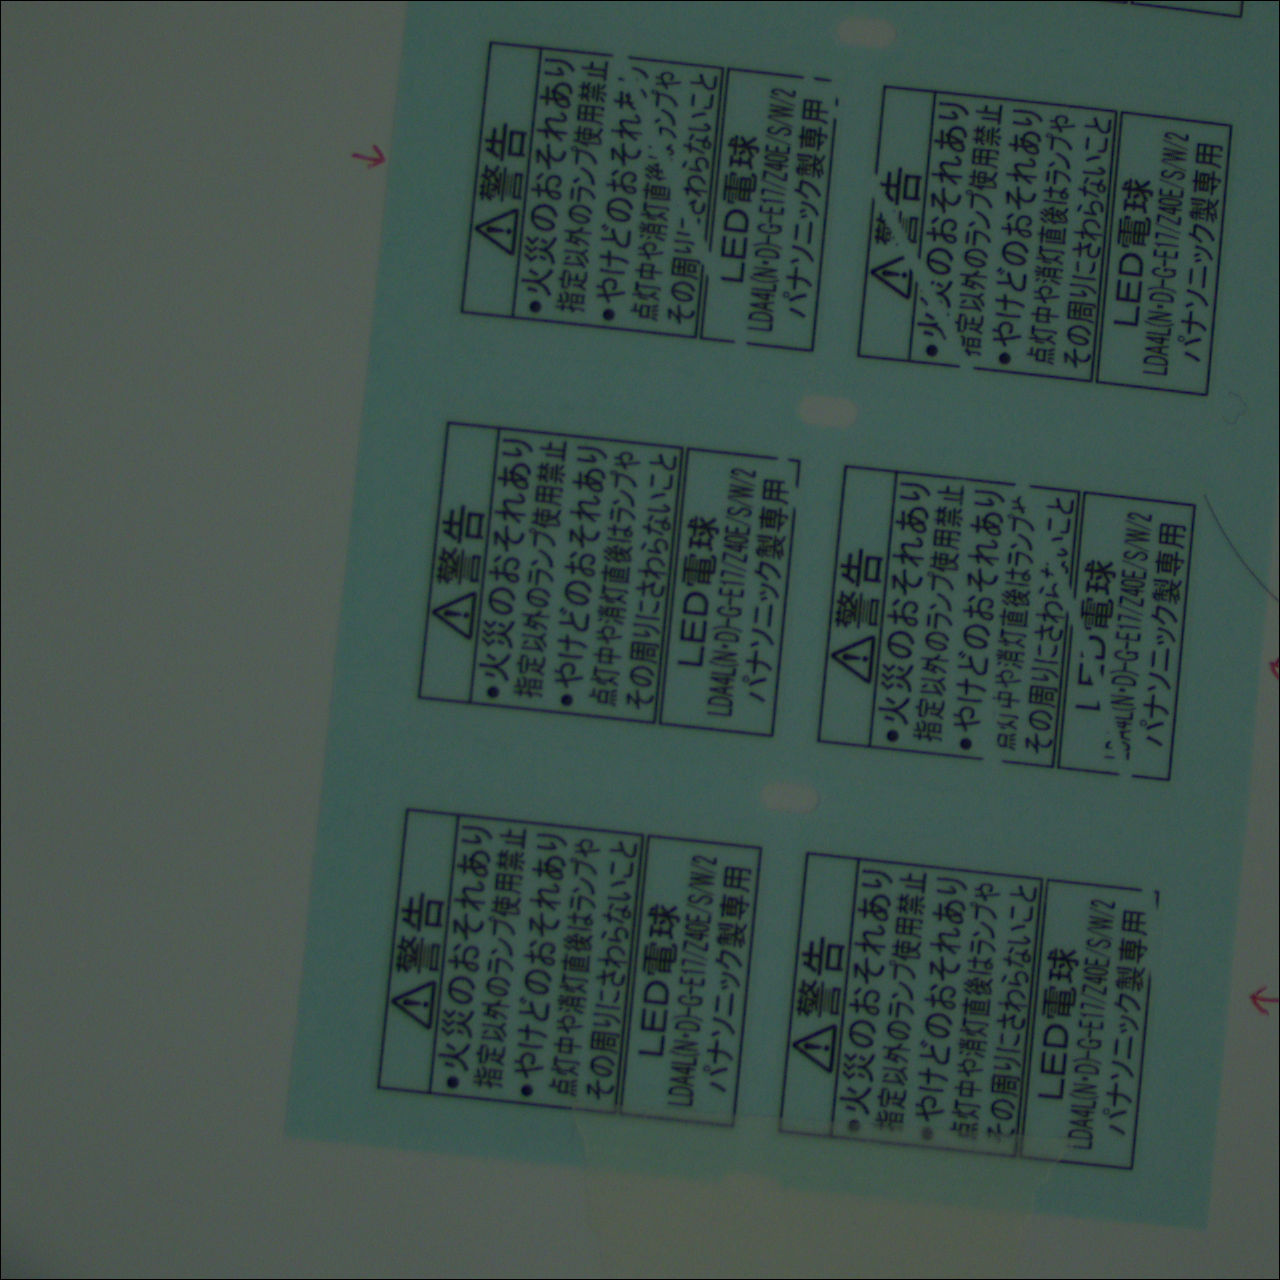 ⚠警告
●火災のおそれあり
指定以外のランプ使用禁止
●やけどのおそれあり
点灯中や消灯直後はランプや
その周りにさわらないこと
LED電球
LDA4L(N・D)-G-E17/Z40E/S/W/2
パナソニック製専用
⚠警告
●火災のおそれあり
指定以外のランプ使用禁止
●やけどのおそれあり
点灯中や消灯直後はランプや
その周りにさわらないこと
LED電球
LDA4L(N・D)-G-E17/Z40E/S/W/2
パナソニック製専用
⚠警告
●火災のおそれあり
指定以外のランプ使用禁止
●やけどのおそれ
点灯中や消灯直後 ンプや
その周り さわらないこと
LED電球
LDA4L(N・D)-G-E17/Z40E/S/W/2
パナソニック製専用
⚠警告
●火災のおそれあり
指定以外のランプ使用禁止
●やけどのおそれあり
点灯中や消灯直後はランプや
その周りにさわらないこと
LED電球
LDA4L(N・D)-G-E17/Z40E/S/W/2
パナソニック製専用
⚠警告
●火災のおそれあり
指定以外のランプ使用禁止
●やけどのおそれあり
点灯中や消灯直後はランプ
その周りにさわ いこと
電球
LDA4L(N・D)-G-E17/Z40E/S/W/2
パナソニック製専用
⚠警告
●火災のおそれあり
指定以外のランプ使用禁止
●やけどのおそれあり
点灯中や消灯直後はランプや
その周りにさわらないこと
LED電球
LDA4L(N・D)-G-E17/Z40E/S/W/2
パナソニック製専用